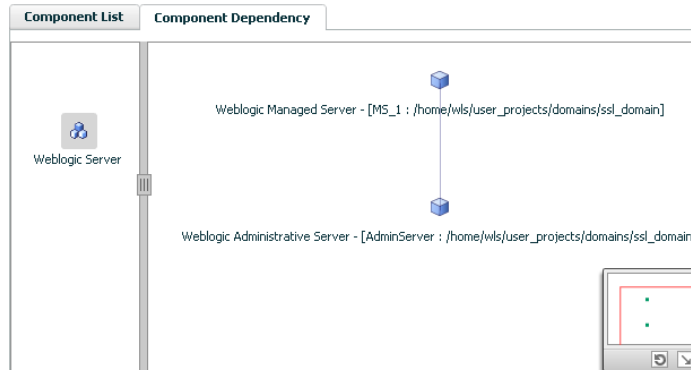 Component List
Component Dependency
Weblogic Server
Weblogic Managed Server - [MS_1 : /home/wls/user_projects/domains/ssl_domain]
Weblogic Administrative Server - [AdminServer : /home/wls/user_projects/domains/ssl_domain